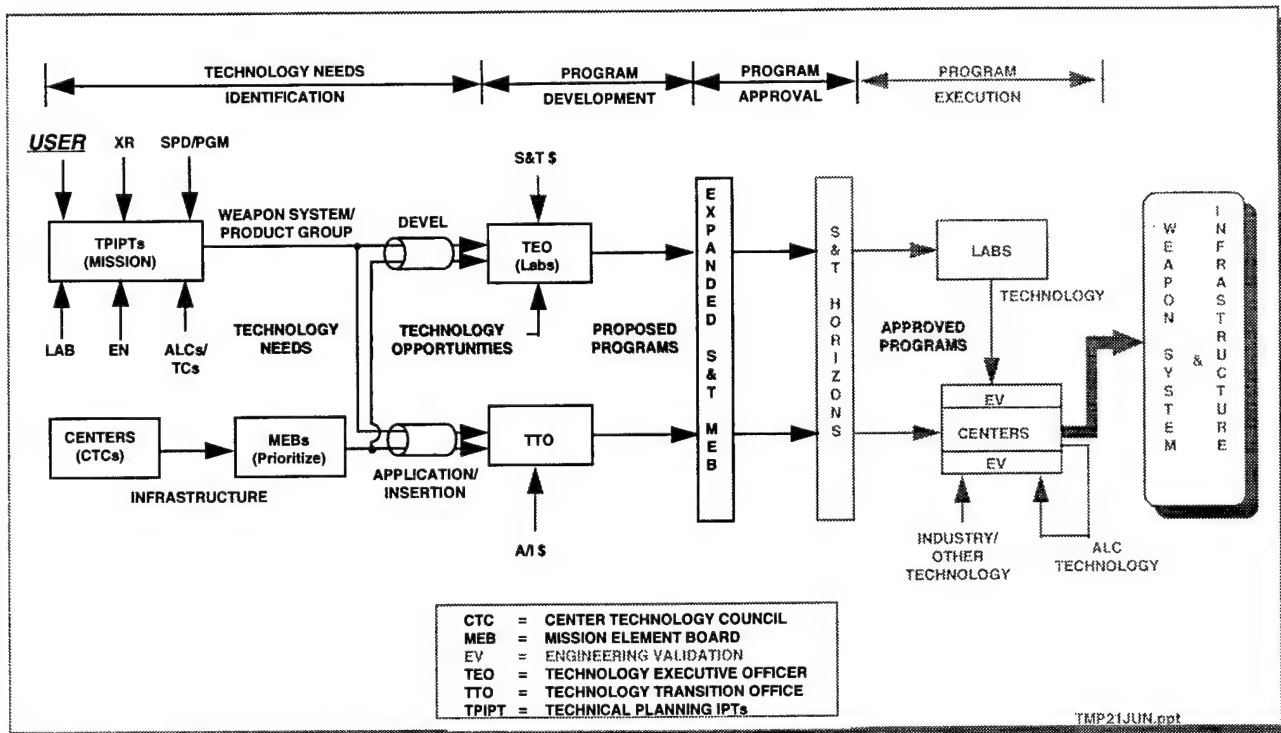 TECHNOLOGY NEEDS
IDENTIFICATION
PROGRAM
DEVELOPMENT
PROGRAM
APPROVAL
PROGRAM
EXECUTION
USER
XR
SPD/PGM
S&T $
WEAPON SYSTEM/
PRODUCT GROUP
DEVEL
TPIPTs
(MISSION)
TEO
(Labs)
LAB
EN
ALCs/
TCs
TECHNOLOGY
NEEDS
TECHNOLOGY
OPPORTUNITIES
PROPOSED
PROGRAMS
EXPANDED S&T MEB
S&T HORIZONS
LABS
TECHNOLOGY
APPROVED
PROGRAMS
CENTERS
(CTCs)
MEBs
(Prioritize)
INFRASTRUCTURE
APPLICATION/
INSERTION
TTO
A/I $
EV
CENTERS
EV
INDUSTRY/
OTHER
TECHNOLOGY
ALC
TECHNOLOGY
WEAPON SYSTEM
&
INFRASTRUCTURE
CTC = CENTER TECHNOLOGY COUNCIL
MEB = MISSION ELEMENT BOARD
EV = ENGINEERING VALIDATION
TEO = TECHNOLOGY EXECUTIVE OFFICER
TTO = TECHNOLOGY TRANSITION OFFICE
TPIPT = TECHNICAL PLANNING IPTs
TMP21JUN.ppt